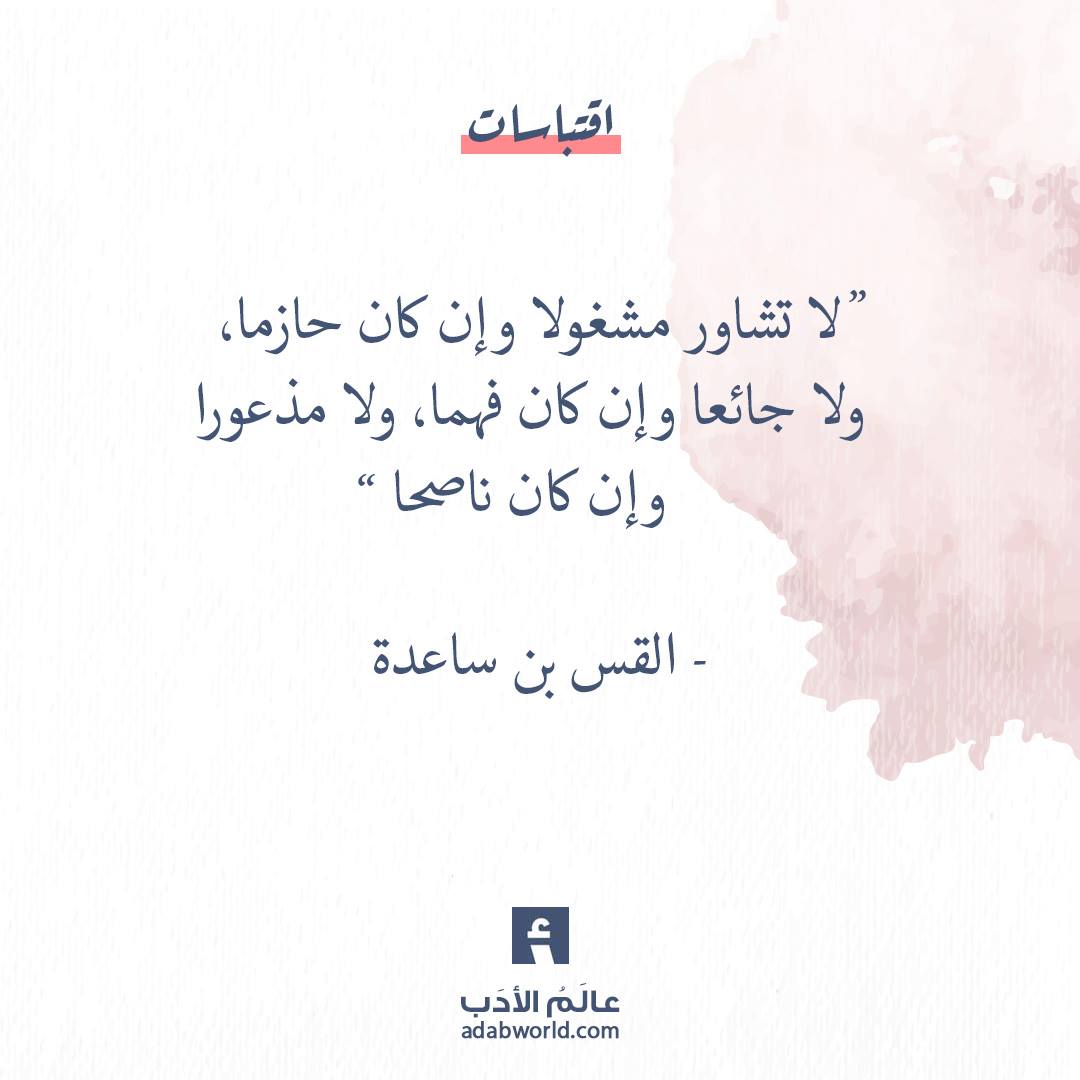 اقتباسات
”لا تشاور مشغولا وإن كان حازما،
ولا جائعا وإن كان فهما، ولا مذعورا
وإن كان ناصحا “
- القس بن ساعدة
أ
عالَمُ الأدَب
adabworld.com